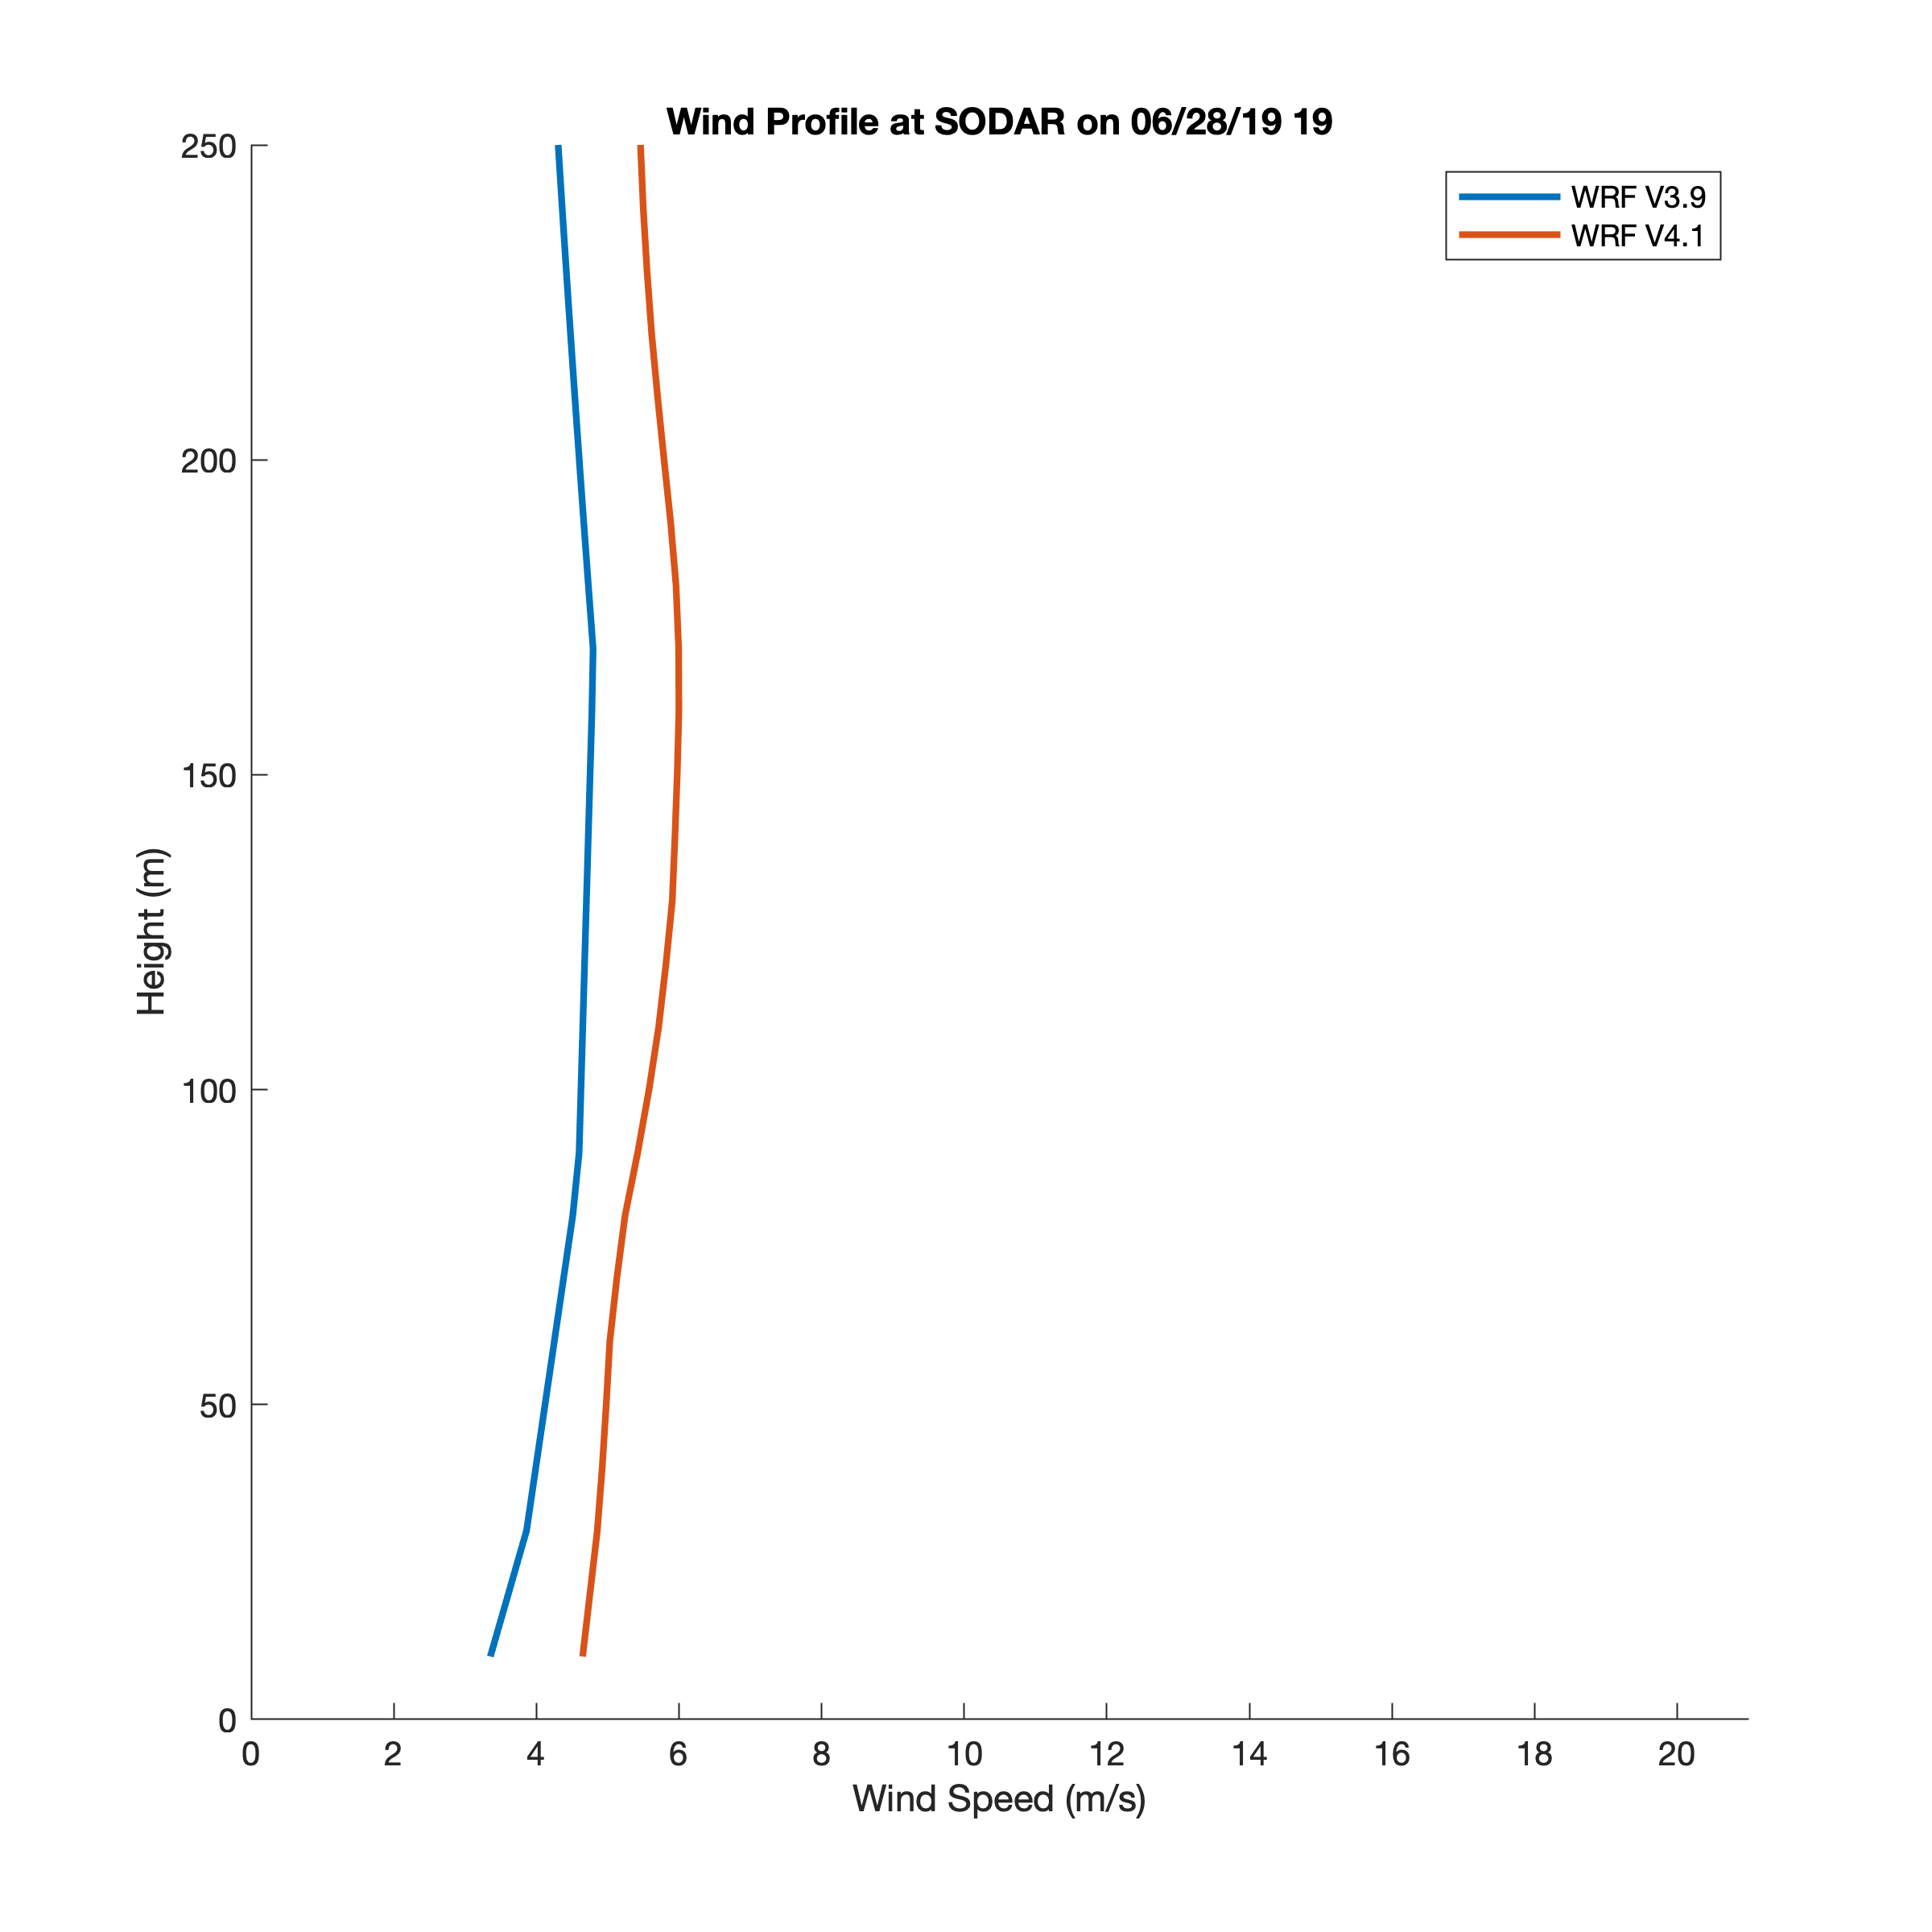 Wind Profile at SODAR on 06/28/19 19
WRF V3.9
WRF V4.1
250
200
150
100
50
0
Height (m)
0 2 4 6 8 10 12 14 16 18 20
Wind Speed (m/s)